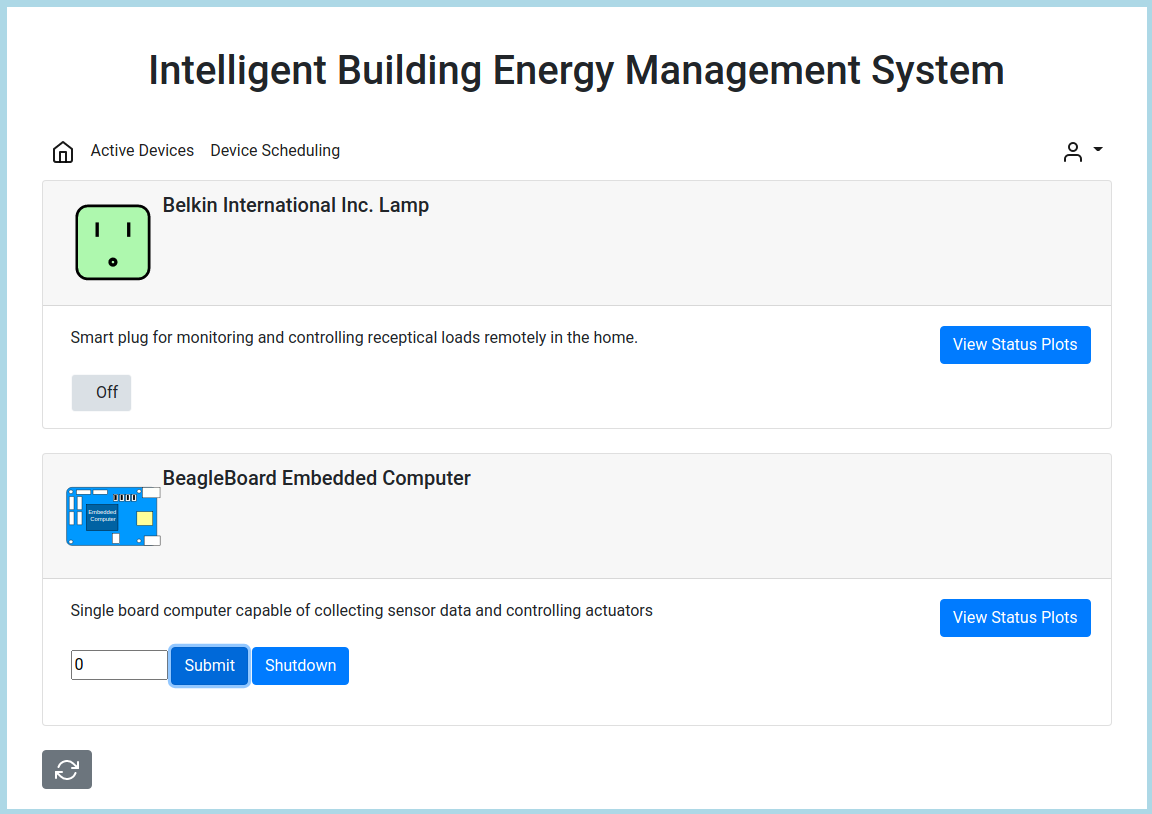 Intelligent Building Energy Management System
Active Devices Device Scheduling
Belkin International Inc. Lamp
Smart plug for monitoring and controlling receptical loads remotely in the home.
View Status Plots
Off
BeagleBoard Embedded Computer
Embedded
Computer
Single board computer capable of collecting sensor data and controlling actuators
View Status Plots
0 Submit Shutdown